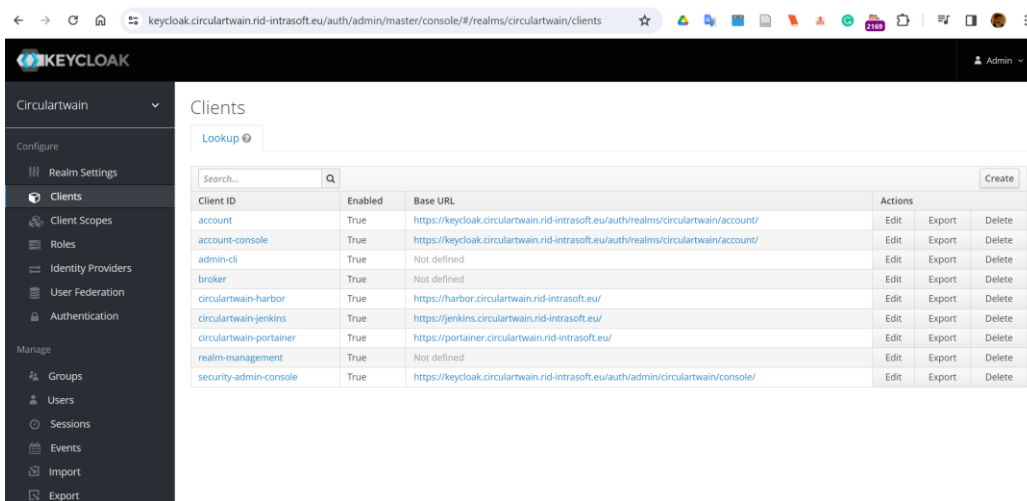 keycloak.circulartwain.rid-intrasoft.eu/auth/admin/master/console/#/realms/circulartwain/clients
2169
KEYCLOAK
Admin
Circulartwain
Clients
Lookup
Configure
Realm Settings
Clients
Client Scopes
Roles
Identity Providers
User Federation
Authentication
Manage
Groups
Users
Sessions
Events
Import
Export
Search...
Create
Client ID Enabled Base URL Actions
account True https://keycloak.circulartwain.rid-intrasoft.eu/auth/realms/circulartwain/account/ Edit Export Delete
account-console True https://keycloak.circulartwain.rid-intrasoft.eu/auth/realms/circulartwain/account/ Edit Export Delete
admin-cli True Not defined Edit Export Delete
broker True Not defined Edit Export Delete
circulartwain-harbor True https://harbor.circulartwain.rid-intrasoft.eu/ Edit Export Delete
circulartwain-jenkins True https://jenkins.circulartwain.rid-intrasoft.eu/ Edit Export Delete
circulartwain-portainer True https://portainer.circulartwain.rid-intrasoft.eu/ Edit Export Delete
realm-management True Not defined Edit Export Delete
security-admin-console True https://keycloak.circulartwain.rid-intrasoft.eu/auth/admin/circulartwain/console/ Edit Export Delete